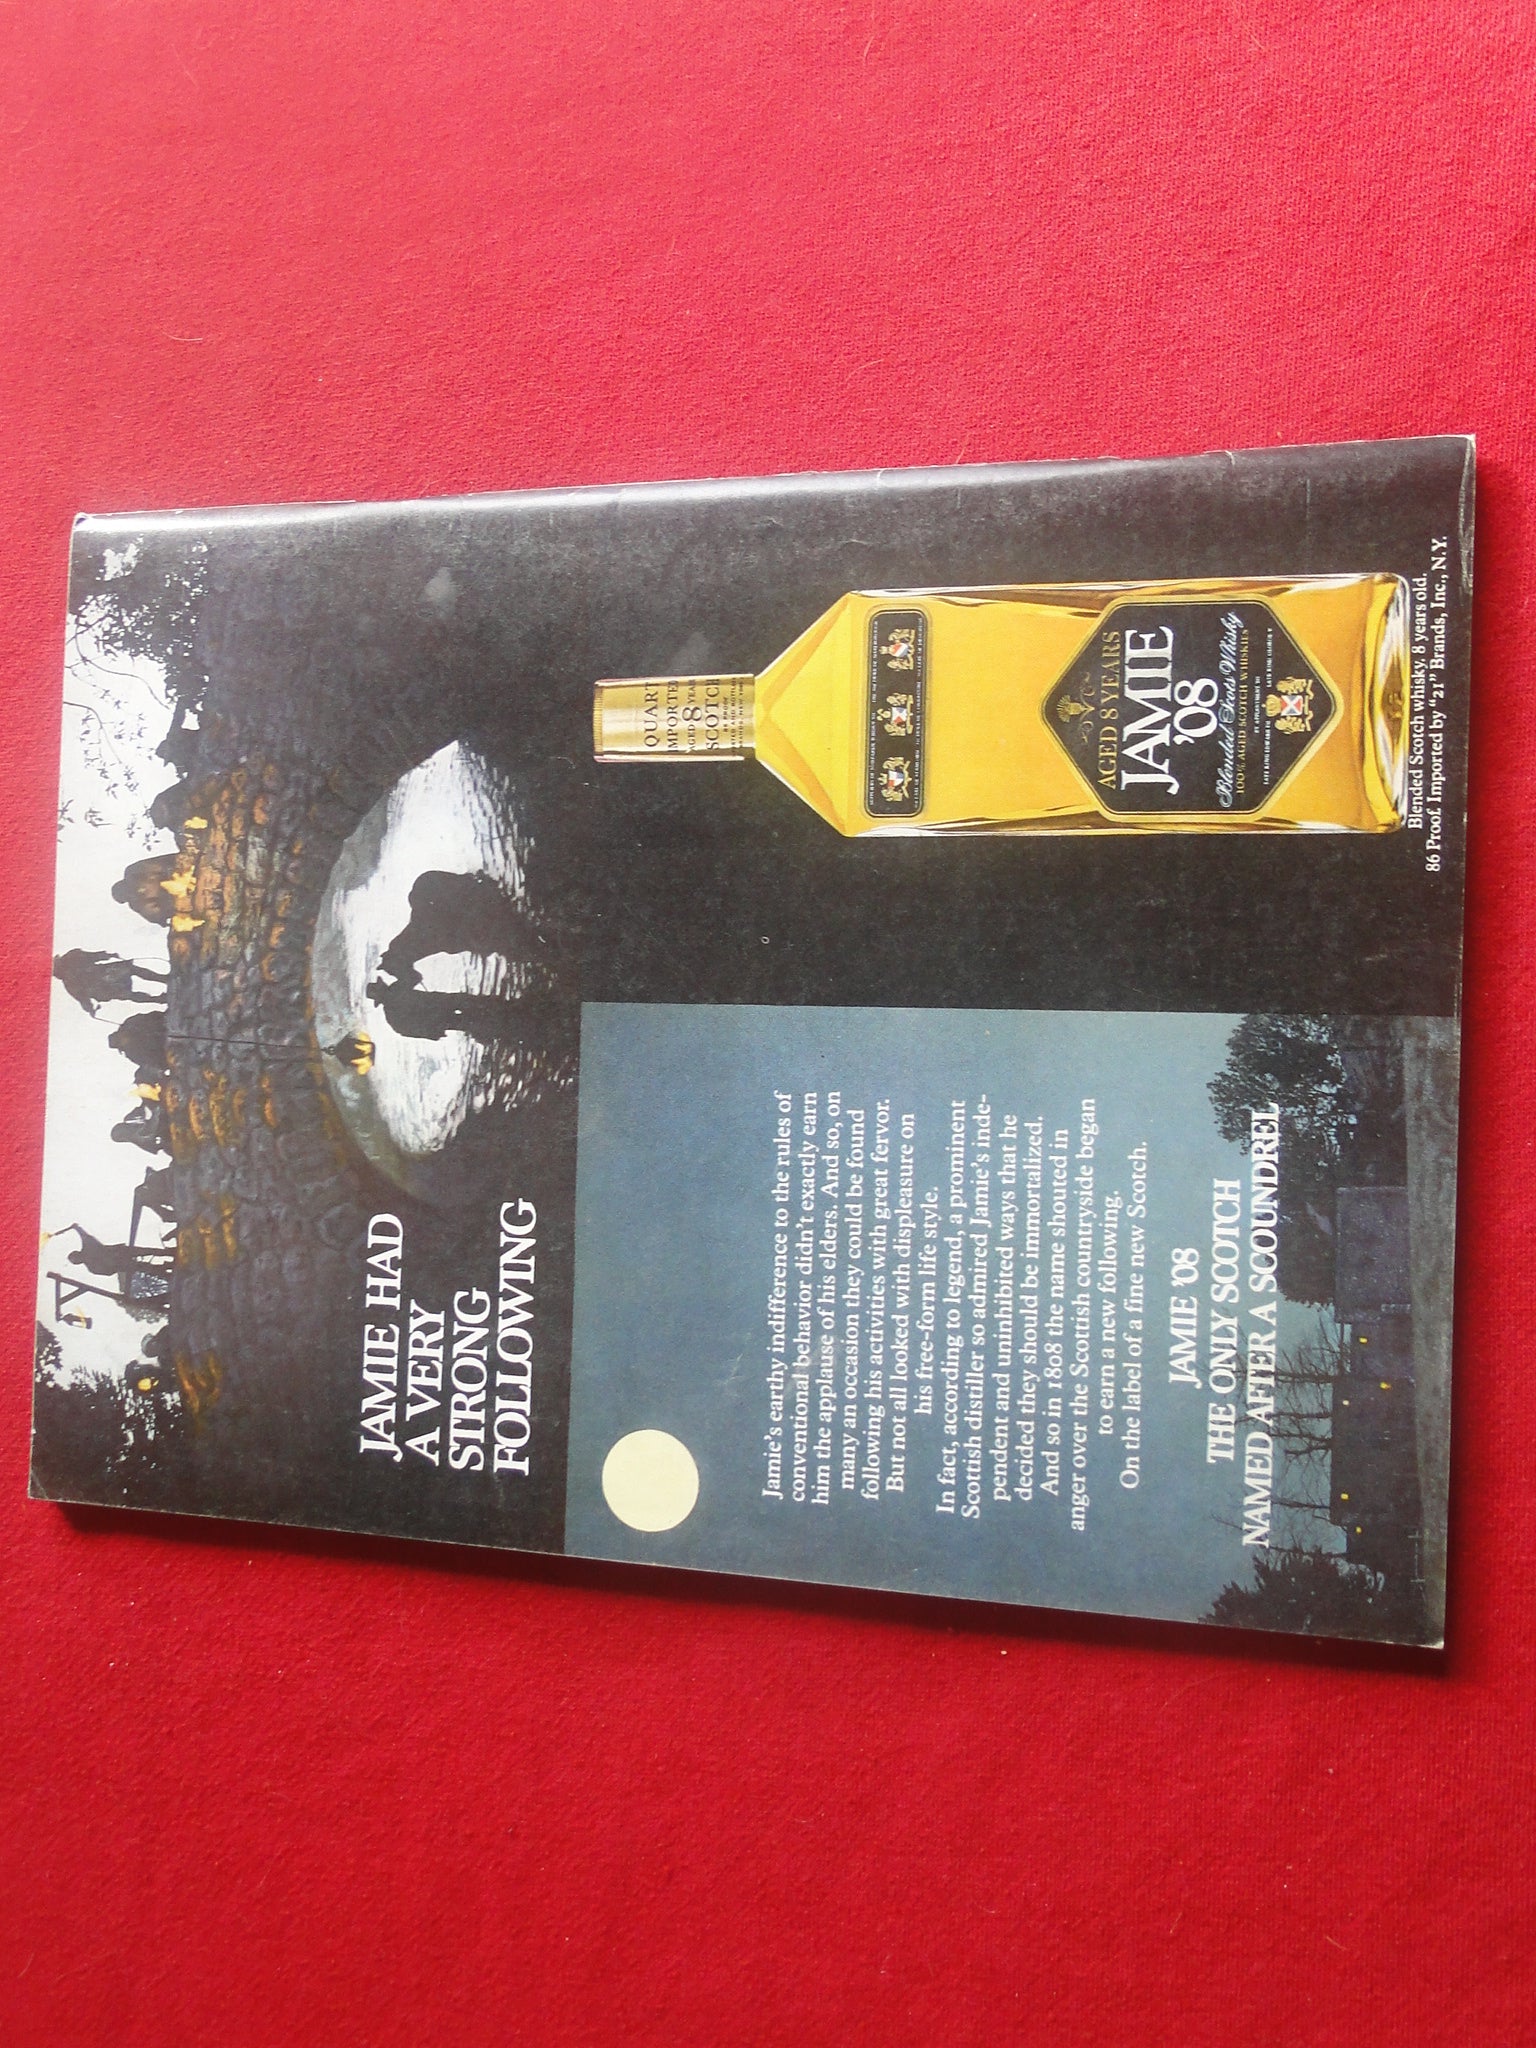 JAMIE HAD
A VERY
STRONG
FOLLOWING
Jamie's earthy indifference to the rules of
conventional behavior didn't exactly earn
him the applause of his elders. And so, on
many an occasion they could be found
following his activities with great fervor.
But not all looked with displeasure on
his free-form life style.
In fact, according to legend, a prominent
Scottish distiller so admired Jamie's inde-
pendent and uninhibited ways that he
decided they should be immortalized.
And so in 1808 the name shouted in
anger over the Scottish countryside began
to earn a new following.
On the label of a fine new Scotch.
JAMIE '08
THE ONLY SCOTCH
NAMED AFTER A SCOUNDREL
QUART
IMPORTED
AGED 8 YEARS
SCOTCH
AGED 8 YEARS
JAMIE
'08
Blended Scots Whisky
100% AGED SCOTCH WHISKIES
BY APPOINTMENT TO
Blended Scotch whisky. 8 years old.
86 Proof. Imported by "21" Brands, Inc., N.Y.